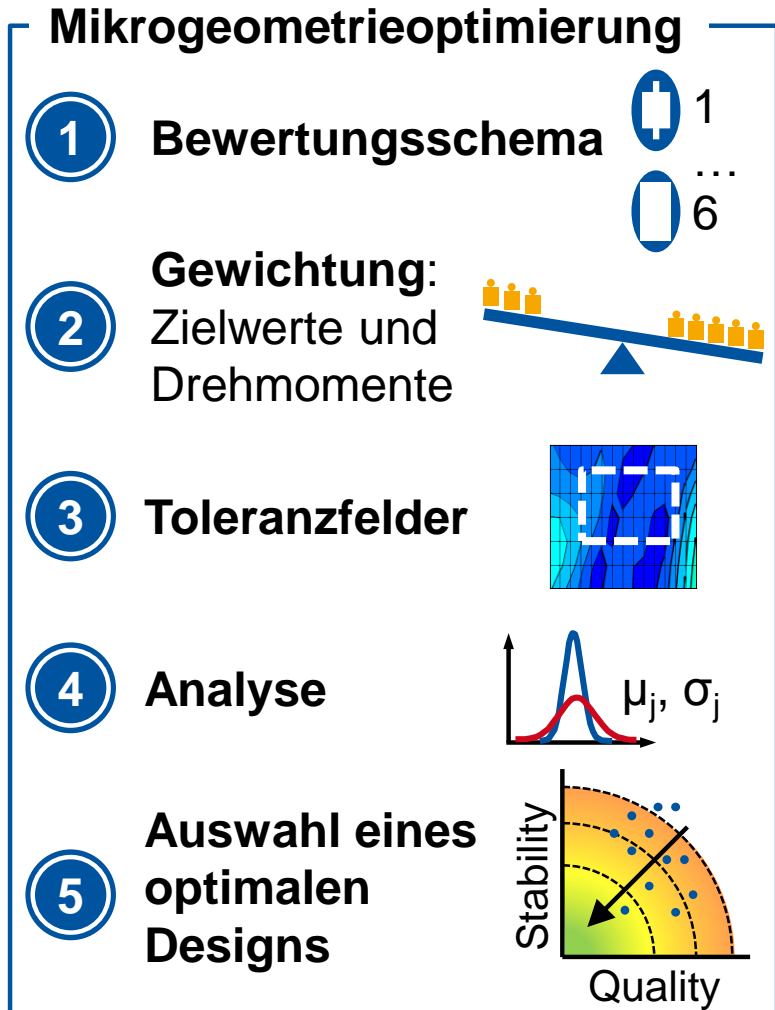 Mikrogeometrieoptimierung
1
Bewertungsschema
1
...
6
2
Gewichtung:
Zielwerte und
Drehmomente
3
Toleranzfelder
4
Analyse
μj, σj
5
Auswahl eines
optimalen
Designs
Stability
Quality